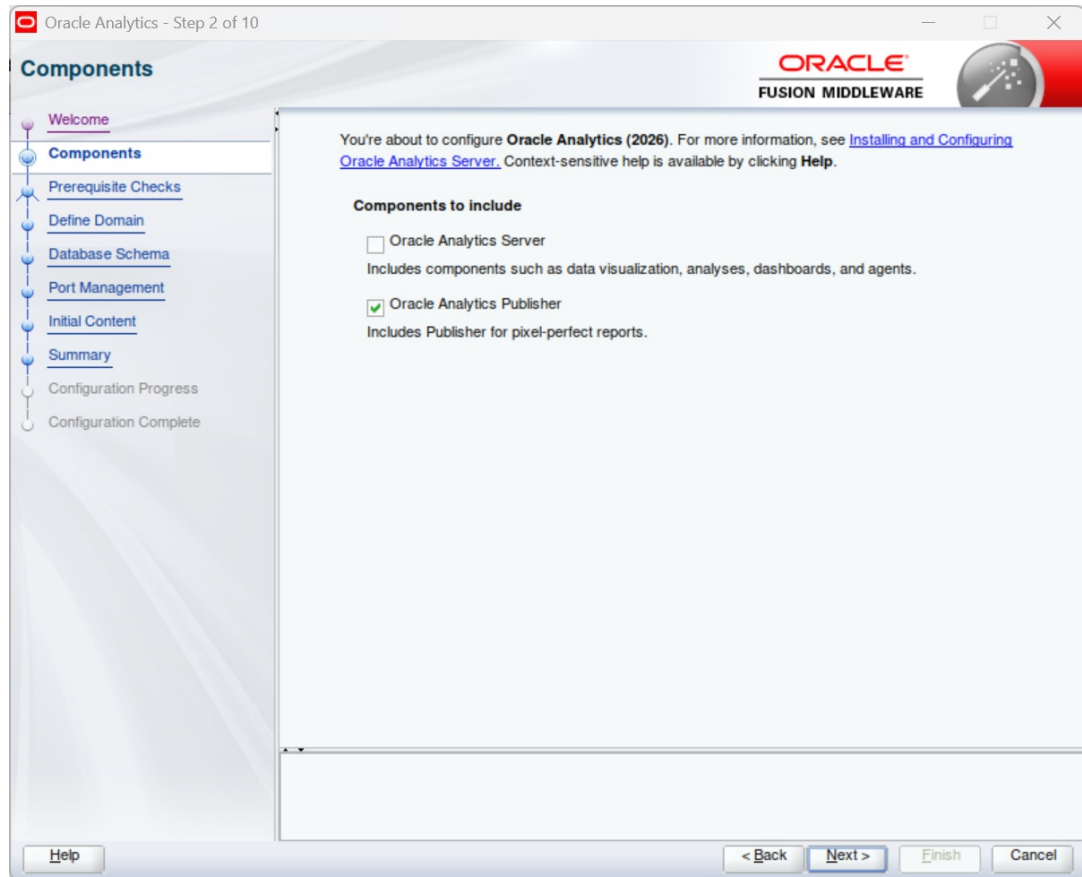 Oracle Analytics - Step 2 of 10
Components
ORACLE
FUSION MIDDLEWARE
Welcome
Components
Prerequisite Checks
Define Domain
Database Schema
Port Management
Initial Content
Summary
Configuration Progress
Configuration Complete
You're about to configure Oracle Analytics (2026). For more information, see Installing and Configuring
Oracle Analytics Server. Context-sensitive help is available by clicking Help.
Components to include
Oracle Analytics Server
Includes components such as data visualization, analyses, dashboards, and agents.
Oracle Analytics Publisher
Includes Publisher for pixel-perfect reports.
Help
< Back Next > Finish Cancel